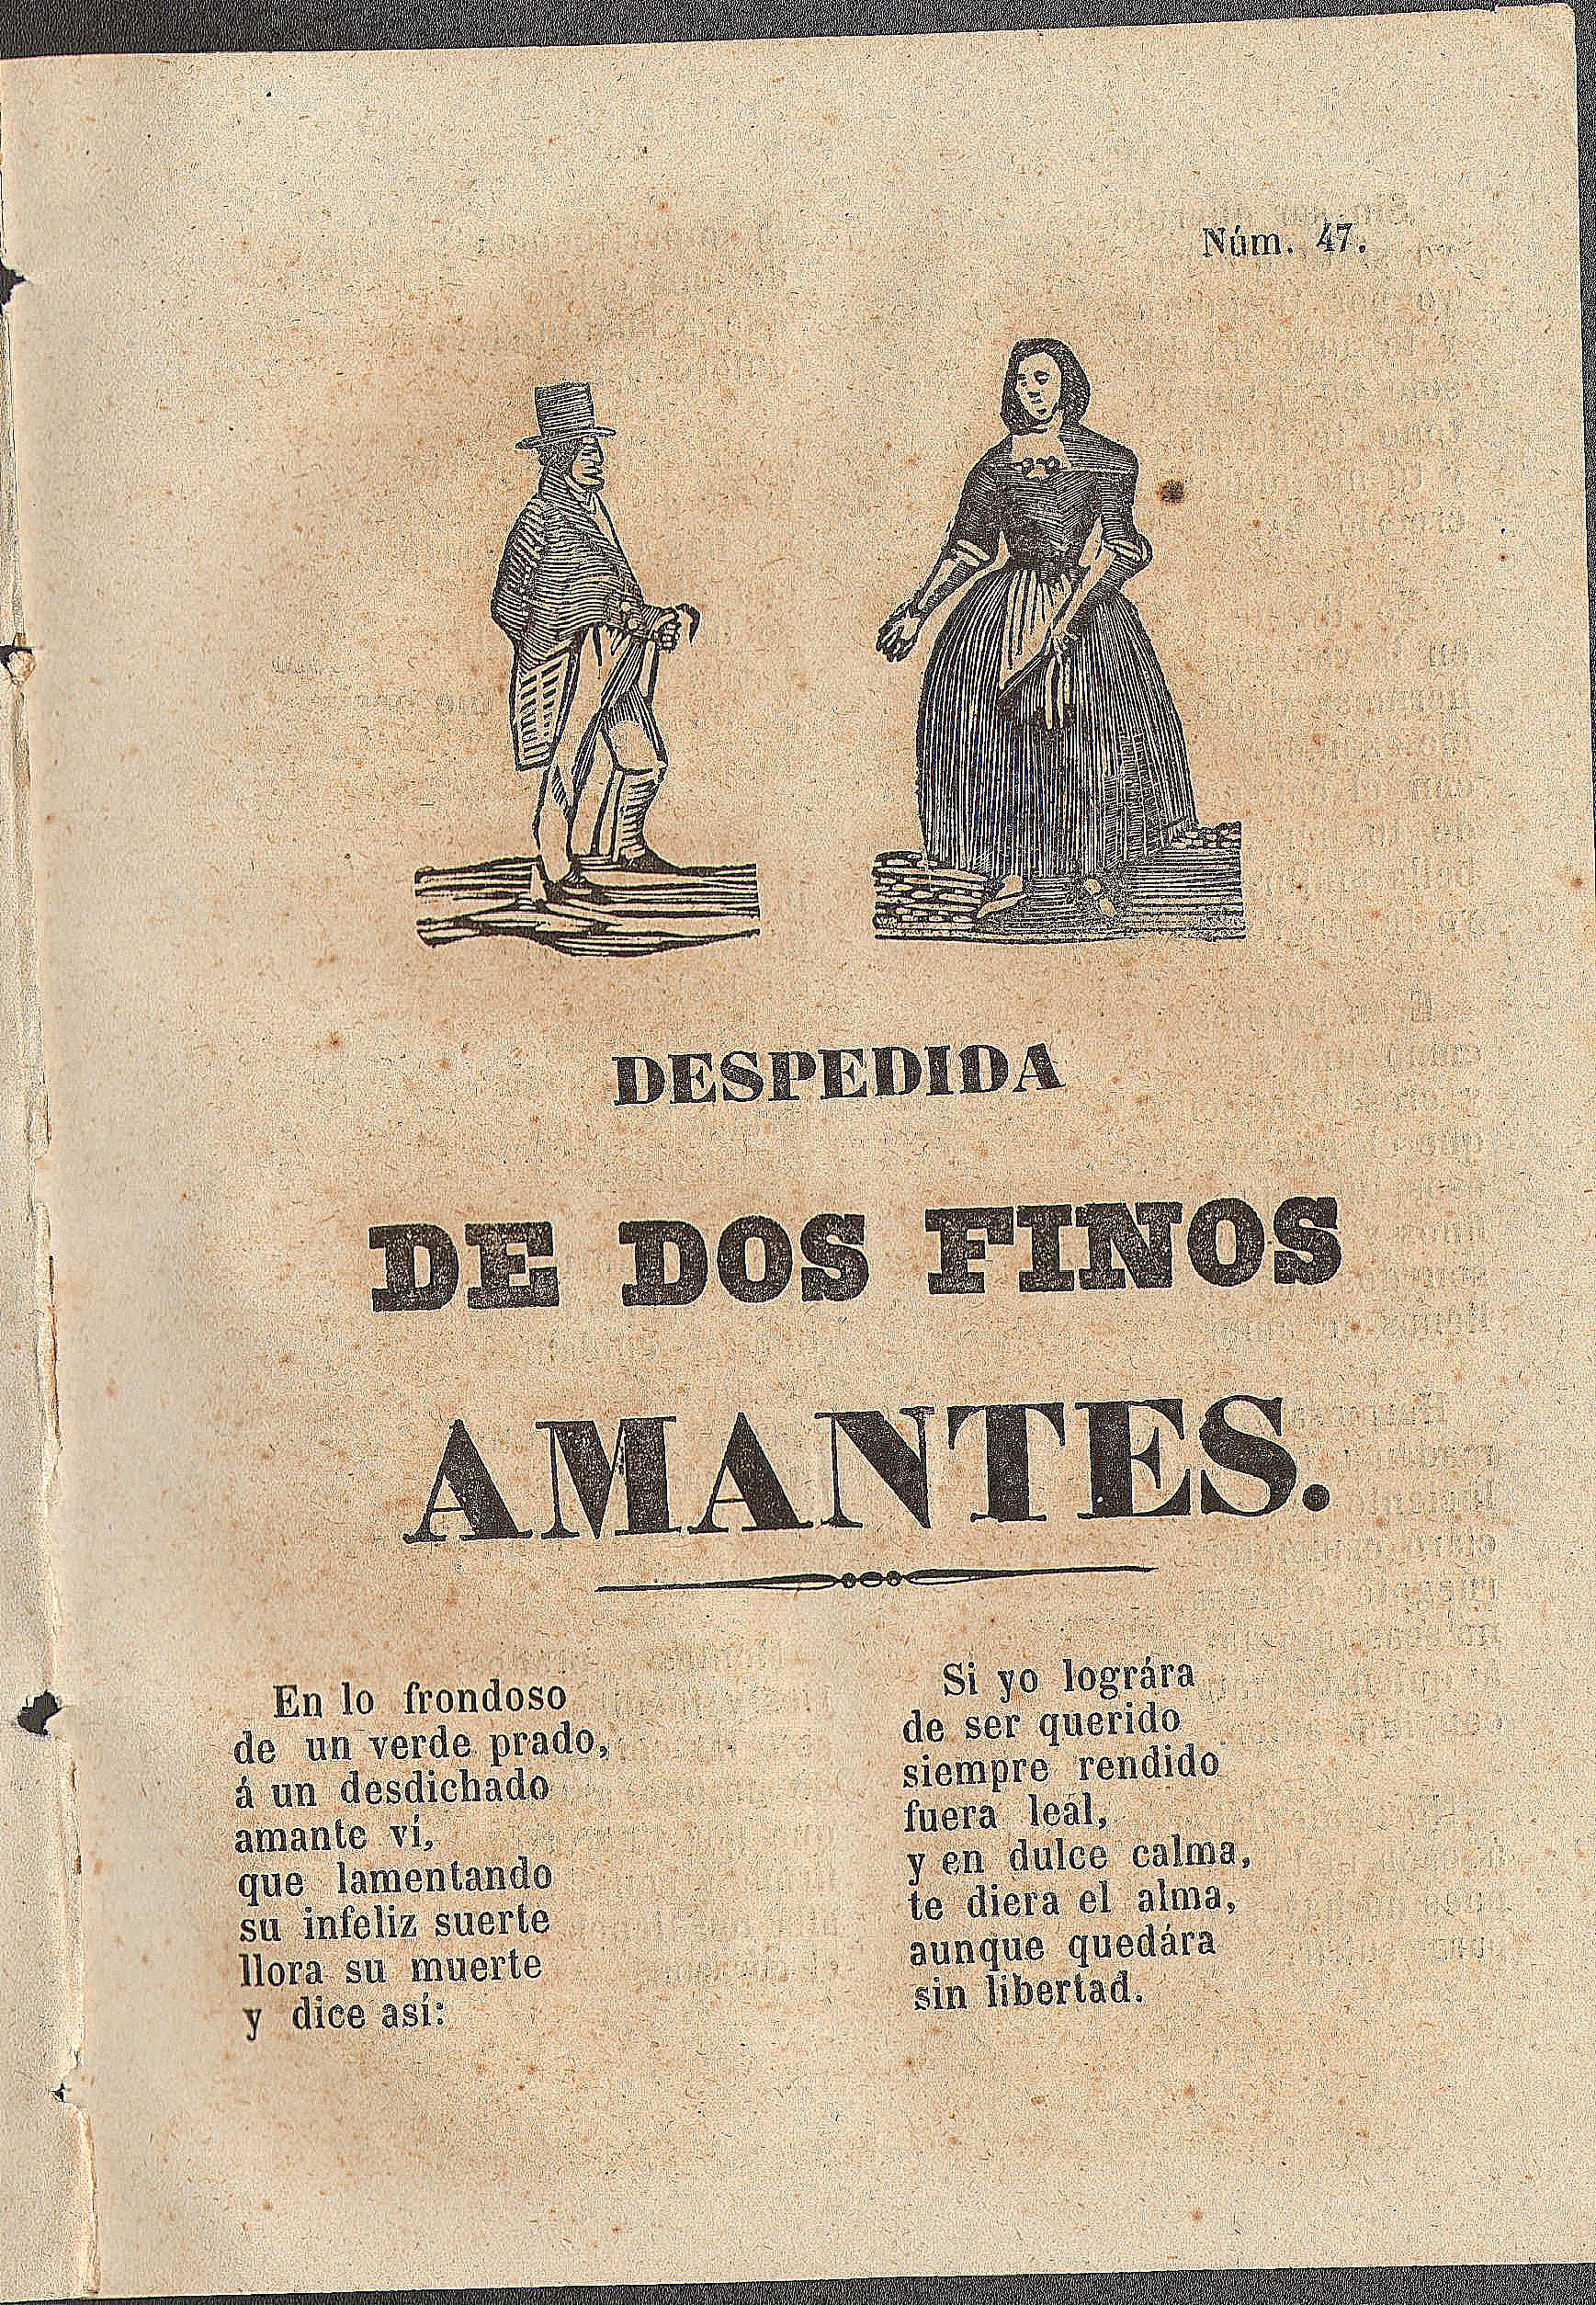 Núm. 47.
DESPEDIDA
DE DOS FINOS
AMANTES.
En lo frondoso
de un verde prado,
á un desdichado
amante ví,
que lamentando
su infeliz suerte
llora su muerte
y dice así:
Si yo lográra
de ser querido
siempre rendido
fuera leal,
y en dulce calma,
te diera el alma,
aunque quedára
sin libertad.